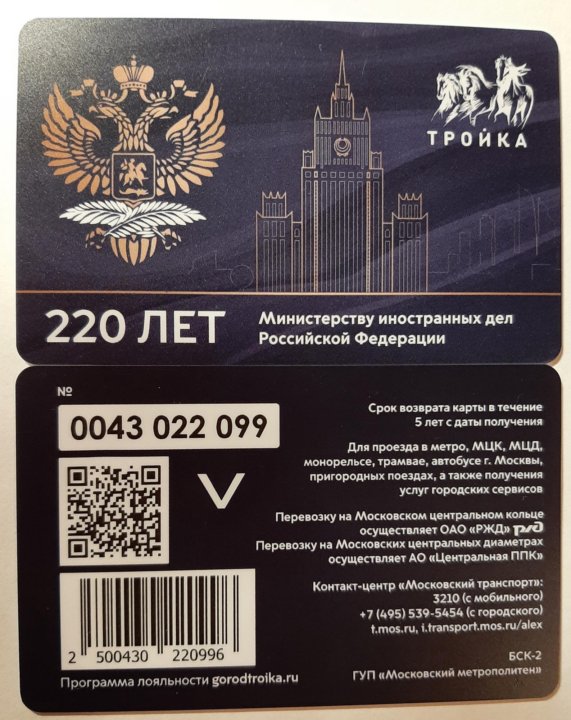 ТРОЙКА
220 ЛЕТ
Министерству иностранных дел
Российской Федерации
№
0043 022 099
Срок возврата карты в течение
5 лет с даты получения
Для проезда в метро, МЦК, МЦД,
монорельсе, трамвае, автобусе г. Москвы,
пригородных поездах, а также получения
услуг городских сервисов
Перевозку на Московском центральном кольце
осуществляет ОАО «РЖД» ржд
Перевозку на Московских центральных диаметрах
осуществляет АО «Центральная ППК»
Контакт-центр «Московский транспорт»:
3210 (с мобильного)
+7 (495) 539-5454 (с городского)
t.mos.ru, i.transport.mos.ru/alex
2 500430 220996
БСК-2
Программа лояльности gorodtroika.ru
ГУП «Московский метрополитен»